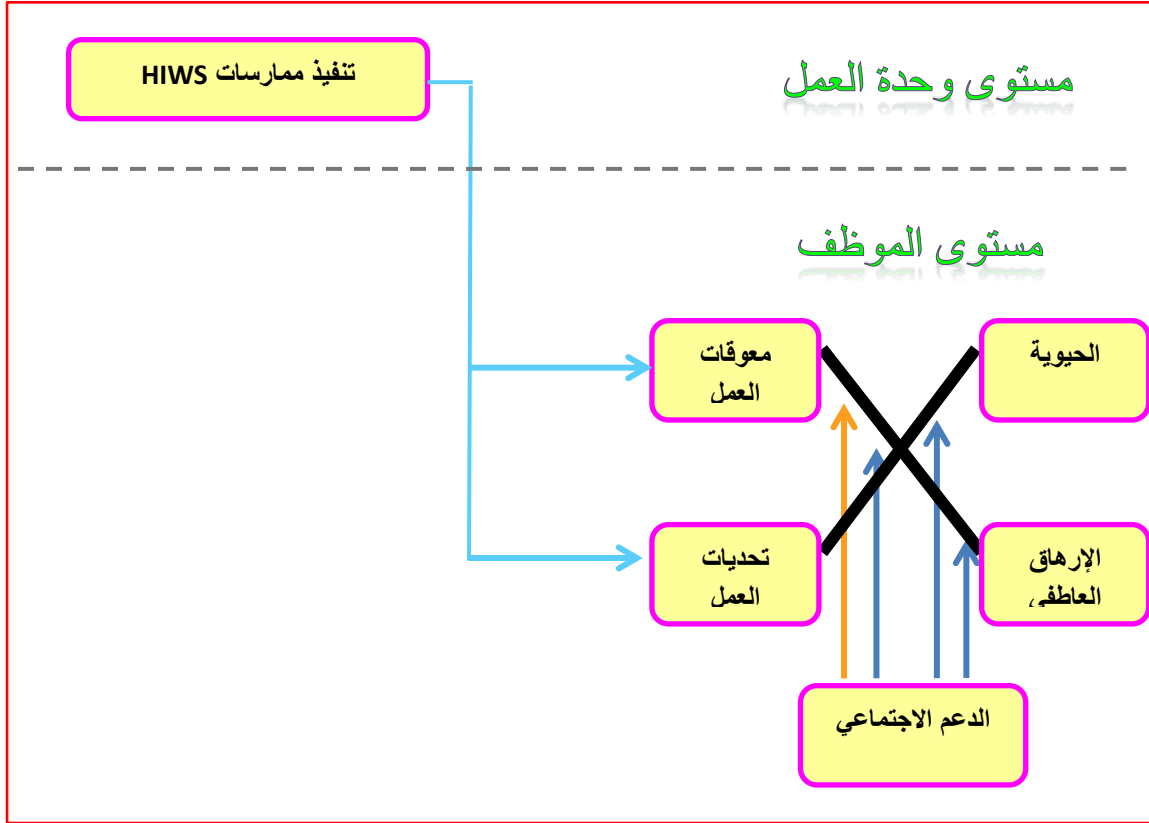 تنفيذ ممارسات HIWS
مستوى وحدة العمل
مستوى الموظف
الحيوية
معوقات
العمل
تحديات
العمل
الإرهاق
العاطفي
الدعم الاجتماعي